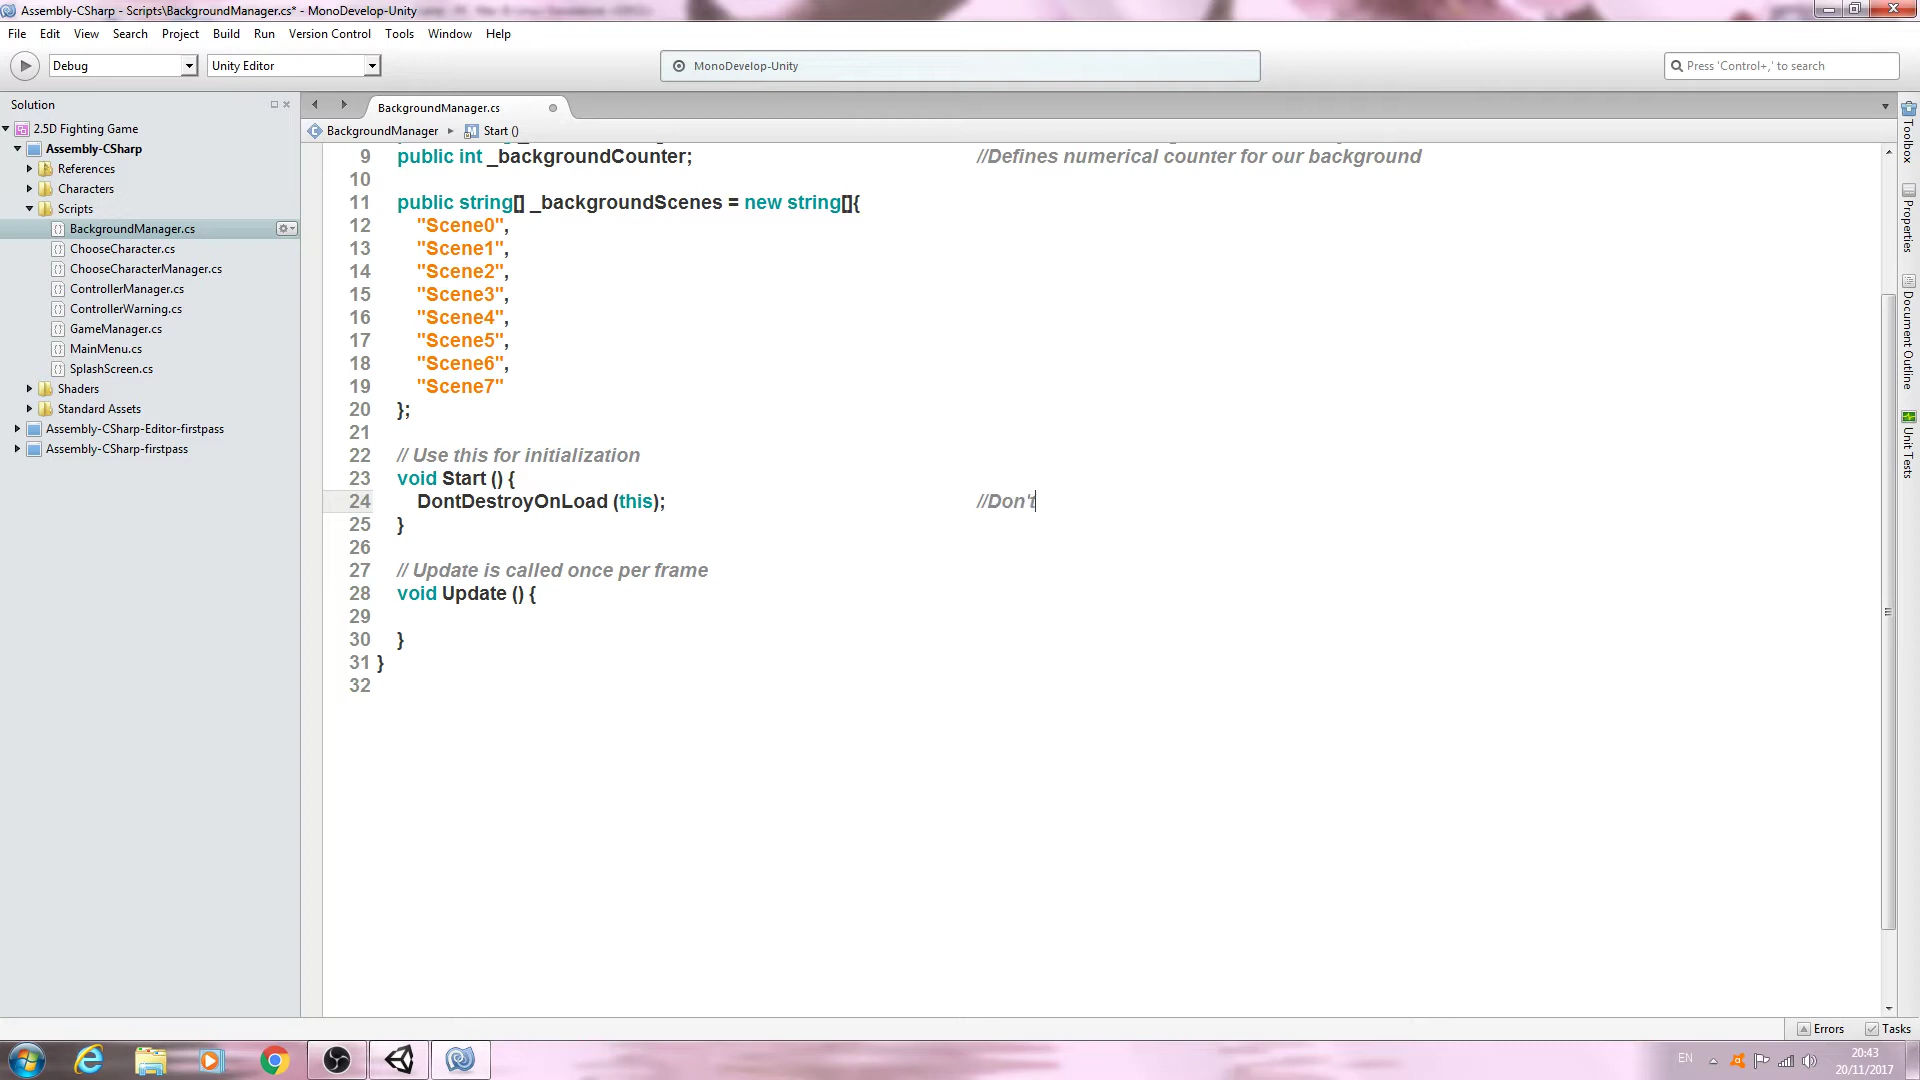 Assembly-CSharp - Scripts\BackgroundManager.cs* - MonoDevelop-Unity
File Edit View Search Project Build Run Version Control Tools Window Help
Debug Unity Editor MonoDevelop-Unity Press 'Control+,' to search
Solution
2.5D Fighting Game
Assembly-CSharp
References
Characters
Scripts
BackgroundManager.cs
ChooseCharacter.cs
ChooseCharacterManager.cs
ControllerManager.cs
ControllerWarning.cs
GameManager.cs
MainMenu.cs
SplashScreen.cs
Shaders
Standard Assets
Assembly-CSharp-Editor-firstpass
Assembly-CSharp-firstpass
BackgroundManager.cs
BackgroundManager Start ()
9 public int _backgroundCounter; //Defines numerical counter for our background
10
11 public string[] _backgroundScenes = new string[]{
12 "Scene0",
13 "Scene1",
14 "Scene2",
15 "Scene3",
16 "Scene4",
17 "Scene5",
18 "Scene6",
19 "Scene7"
20 };
21
22 // Use this for initialization
23 void Start () {
24 DontDestroyOnLoad (this); //Don't
25 }
26
27 // Update is called once per frame
28 void Update () {
29
30 }
31 }
32
Toolbox
Properties
Document Outline
Unit Tests
Errors Tasks
EN
20:43
20/11/2017